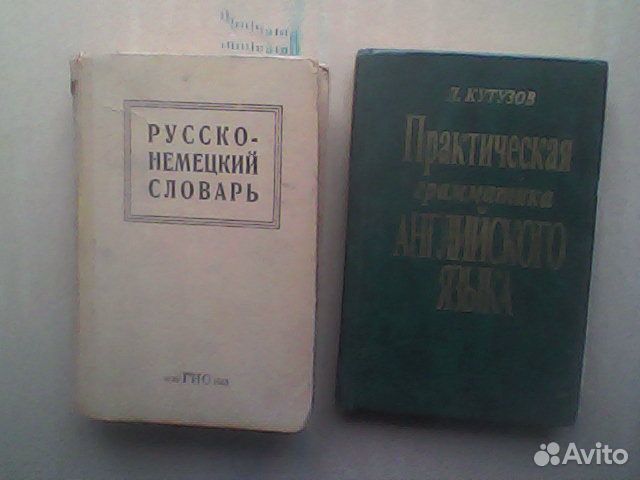 РУССКО-
НЕМЕЦКИЙ
СЛОВАРЬ
ГИС
Л. КУТУЗОВ
Практическая
грамматика
АНГЛИЙСКОГО
ЯЗЫКА
Avito